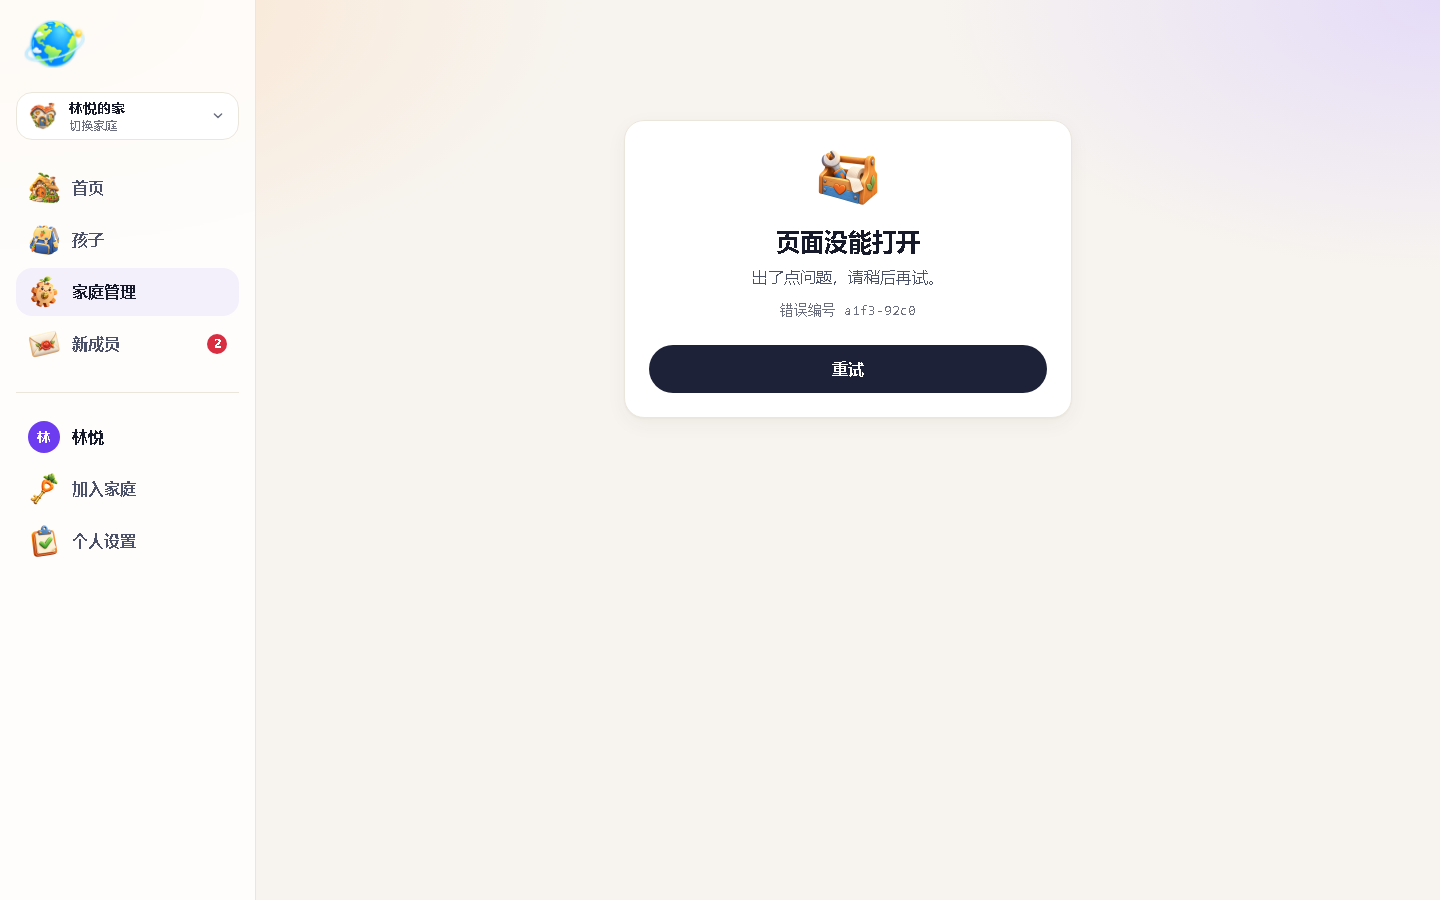 林悦的家
切换家庭
首页
孩子
家庭管理
新成员
2
林
林悦
加入家庭
个人设置
页面没能打开
出了点问题，请稍后再试。
错误编号 a1f3-92c0
重试